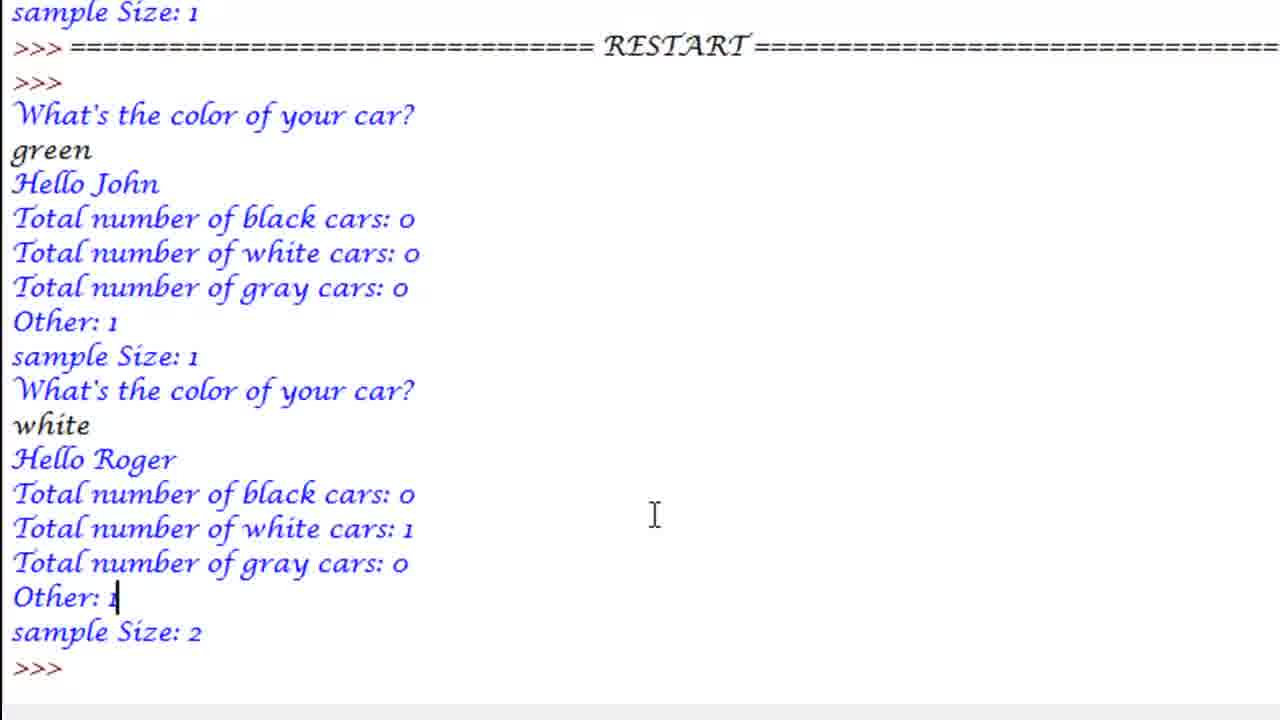 sample Size: 1
>>> ================================ RESTART ================================
>>>
What's the color of your car?
green
Hello John
Total number of black cars: 0
Total number of white cars: 0
Total number of gray cars: 0
Other: 1
sample Size: 1
What's the color of your car?
white
Hello Roger
Total number of black cars: 0
Total number of white cars: 1
Total number of gray cars: 0
Other: 1
sample Size: 2
>>>